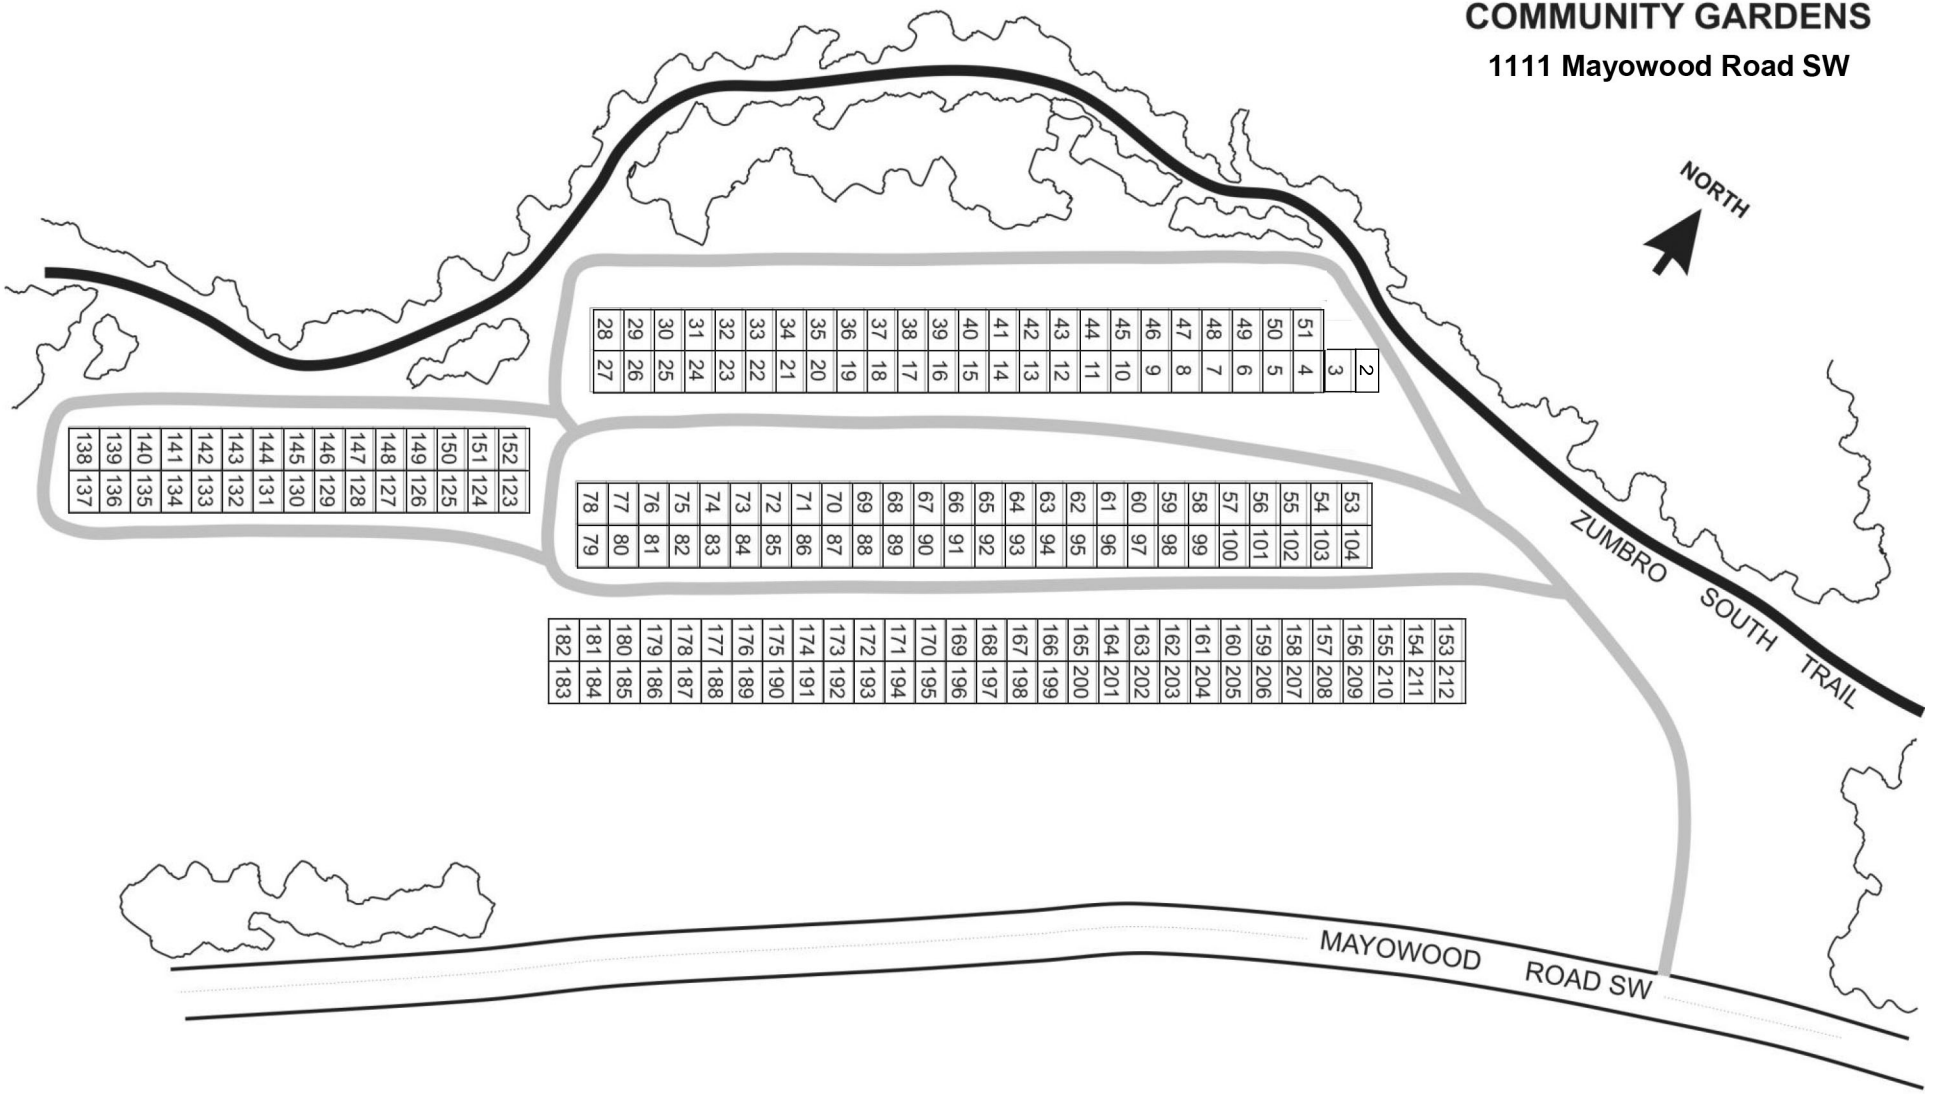 COMMUNITY GARDENS
1111 Mayowood Road SW
NORTH
28 29 30 31 32 33 34 35 36 37 38 39 40 41 42 43 44 45 46 47 48 49 50 51
27 26 25 24 23 22 21 20 19 18 17 16 15 14 13 12 11 10 9 8 7 6 5 4 3 2
138 139 140 141 142 143 144 145 146 147 148 149 150 151 152
137 136 135 134 133 132 131 130 129 128 127 126 125 124 123
78 77 76 75 74 73 72 71 70 69 68 67 66 65 64 63 62 61 60 59 58 57 56 55 54 53
79 80 81 82 83 84 85 86 87 88 89 90 91 92 93 94 95 96 97 98 99 100 101 102 103 104
ZUMBRO SOUTH TRAIL
182 181 180 179 178 177 176 175 174 173 172 171 170 169 168 167 166 165 164 163 162 161 160 159 158 157 156 155 154 153
183 184 185 186 187 188 189 190 191 192 193 194 195 196 197 198 199 200 201 202 203 204 205 206 207 208 209 210 211 212
MAYOWOOD ROAD SW